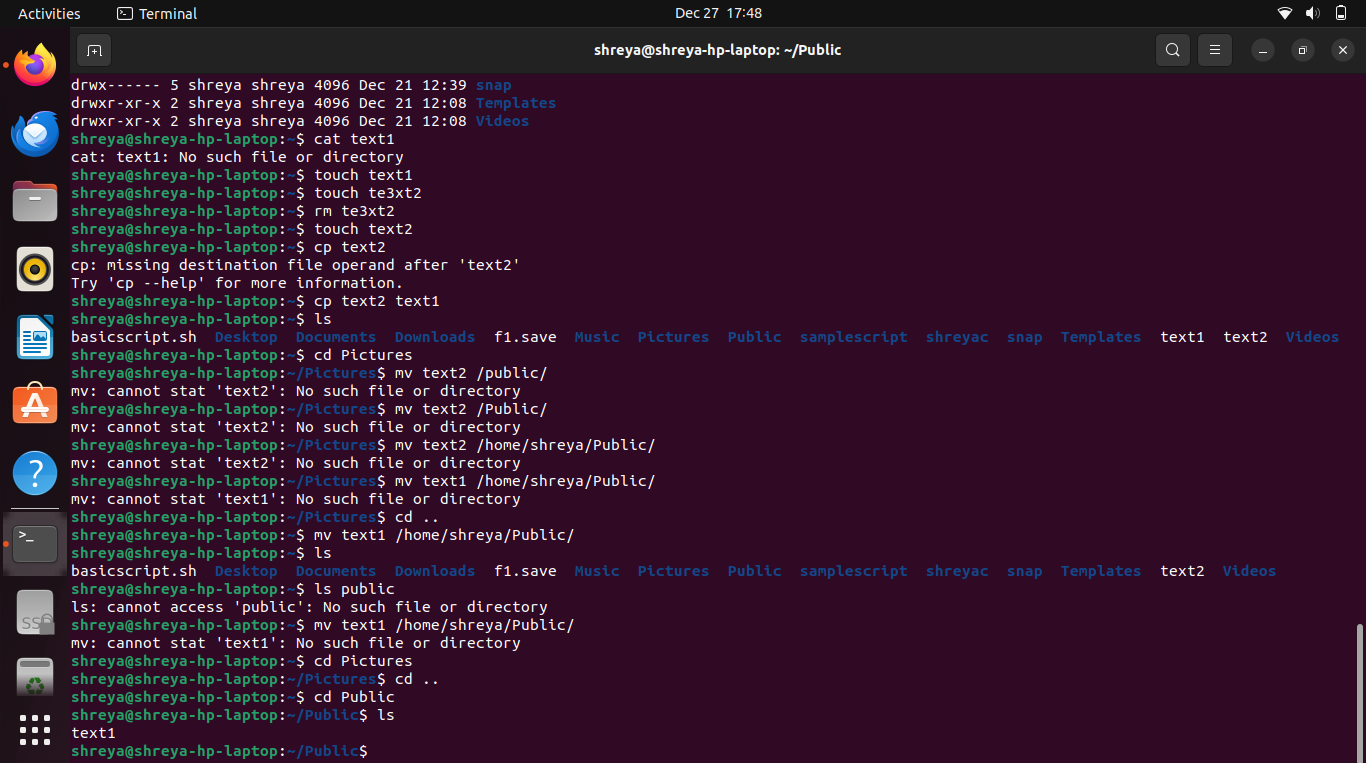 Activities Terminal Dec 27 17:48
shreya@shreya-hp-laptop: ~/Public
drwx------ 5 shreya shreya 4096 Dec 21 12:39 snap
drwxr-xr-x 2 shreya shreya 4096 Dec 21 12:08 Templates
drwxr-xr-x 2 shreya shreya 4096 Dec 21 12:08 Videos
shreya@shreya-hp-laptop:~$ cat text1
cat: text1: No such file or directory
shreya@shreya-hp-laptop:~$ touch text1
shreya@shreya-hp-laptop:~$ touch te3xt2
shreya@shreya-hp-laptop:~$ rm te3xt2
shreya@shreya-hp-laptop:~$ touch text2
shreya@shreya-hp-laptop:~$ cp text2
cp: missing destination file operand after 'text2'
Try 'cp --help' for more information.
shreya@shreya-hp-laptop:~$ cp text2 text1
shreya@shreya-hp-laptop:~$ ls
basicscript.sh Desktop Documents Downloads f1.save Music Pictures Public samplescript shreyac snap Templates text1 text2 Videos
shreya@shreya-hp-laptop:~$ cd Pictures
shreya@shreya-hp-laptop:~/Pictures$ mv text2 /public/
mv: cannot stat 'text2': No such file or directory
shreya@shreya-hp-laptop:~/Pictures$ mv text2 /Public/
mv: cannot stat 'text2': No such file or directory
shreya@shreya-hp-laptop:~/Pictures$ mv text2 /home/shreya/Public/
mv: cannot stat 'text2': No such file or directory
shreya@shreya-hp-laptop:~/Pictures$ mv text1 /home/shreya/Public/
mv: cannot stat 'text1': No such file or directory
shreya@shreya-hp-laptop:~/Pictures$ cd ..
shreya@shreya-hp-laptop:~$ mv text1 /home/shreya/Public/
shreya@shreya-hp-laptop:~$ ls
basicscript.sh Desktop Documents Downloads f1.save Music Pictures Public samplescript shreyac snap Templates text2 Videos
shreya@shreya-hp-laptop:~$ ls public
ls: cannot access 'public': No such file or directory
shreya@shreya-hp-laptop:~$ mv text1 /home/shreya/Public/
mv: cannot stat 'text1': No such file or directory
shreya@shreya-hp-laptop:~$ cd Pictures
shreya@shreya-hp-laptop:~/Pictures$ cd ..
shreya@shreya-hp-laptop:~$ cd Public
shreya@shreya-hp-laptop:~/Public$ ls
text1
shreya@shreya-hp-laptop:~/Public$